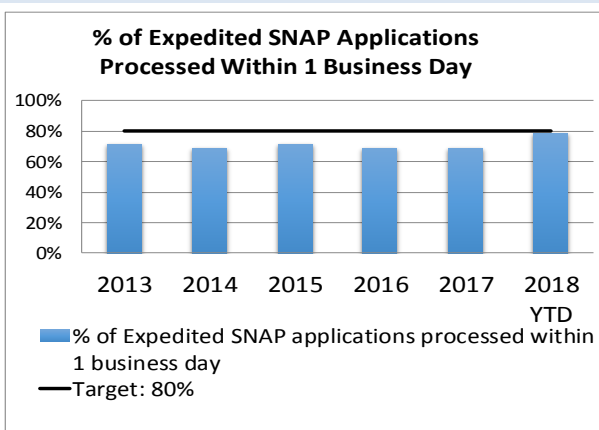 % of Expedited SNAP Applications
Processed Within 1 Business Day
100%
80%
60%
40%
20%
0%
2013 2014 2015 2016 2017 2018
YTD
% of Expedited SNAP applications processed within
1 business day
Target: 80%